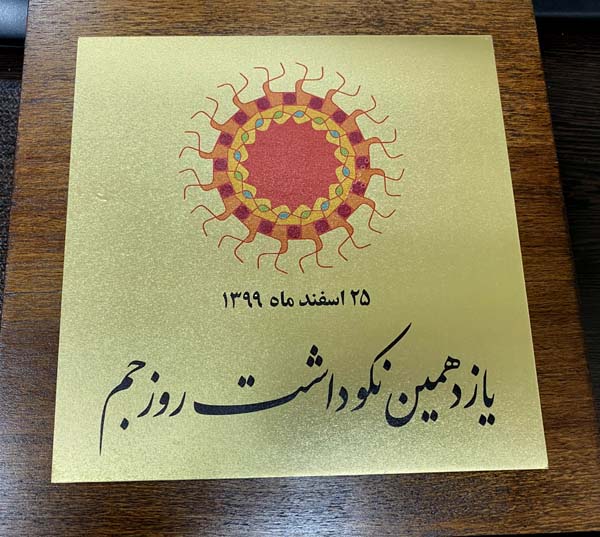 ۲۵ اسفند ماه ۱۳۹۹
یازدهمین نکوداشت روز جم